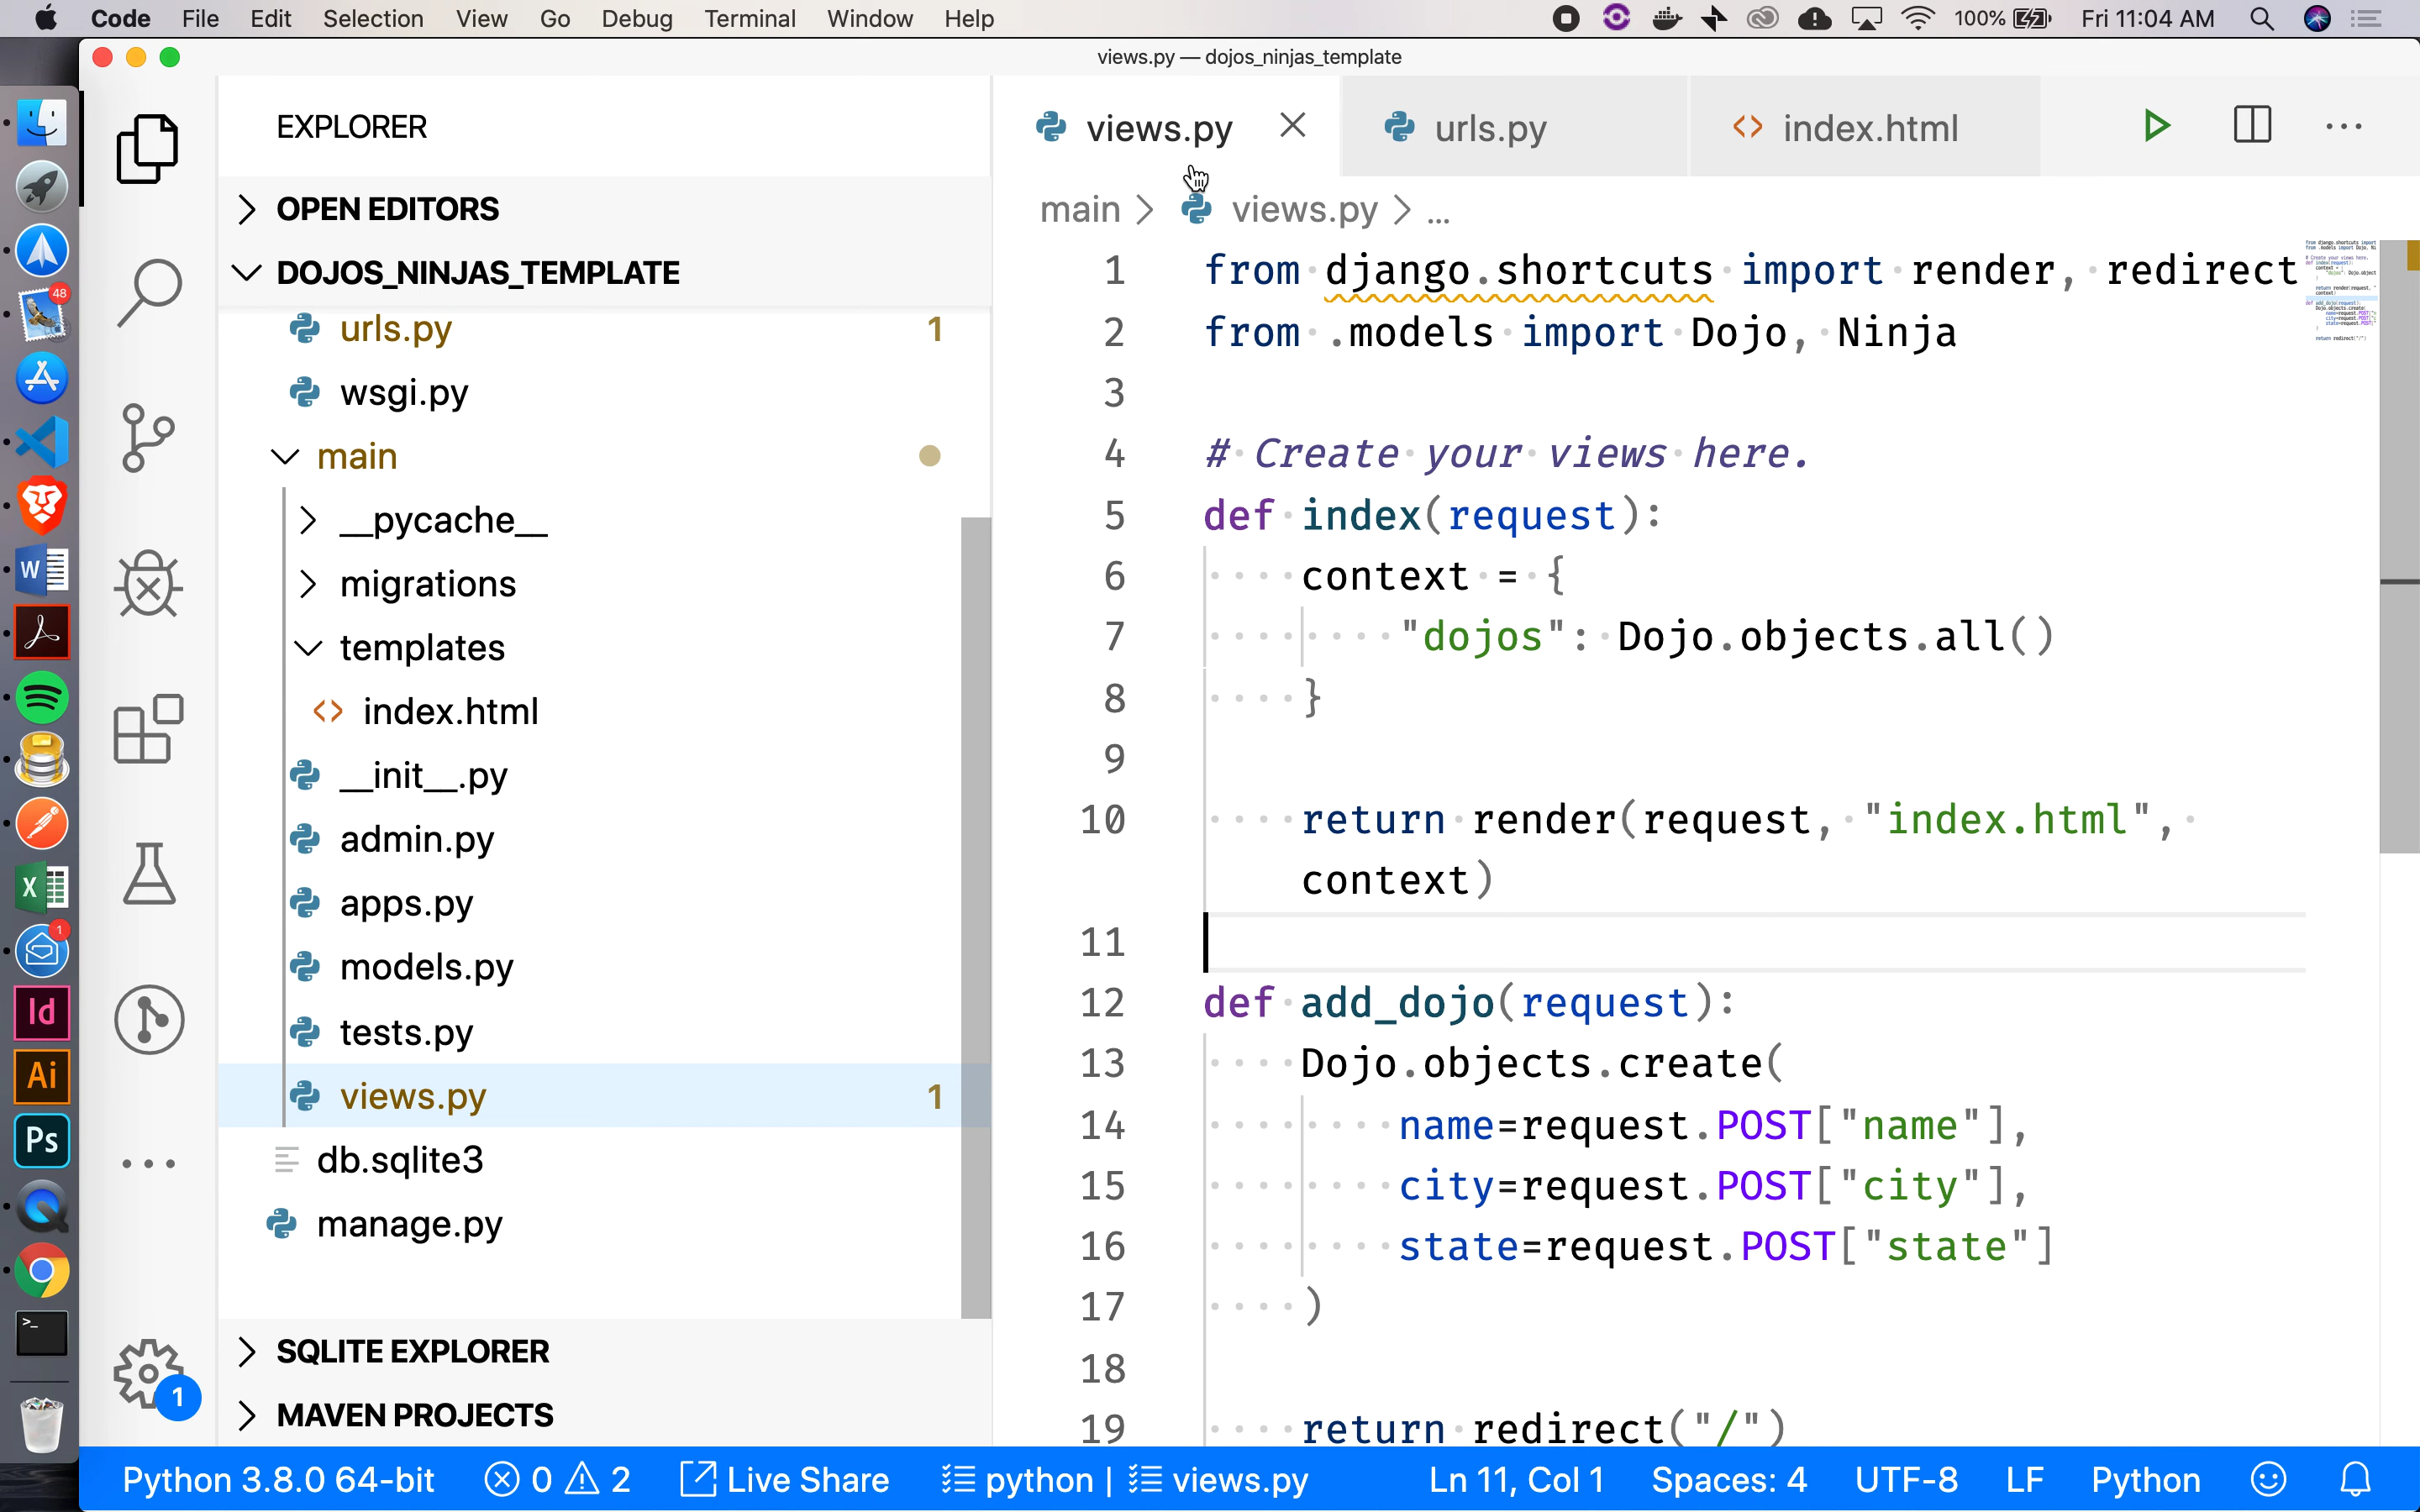 Code File Edit Selection View Go Debug Terminal Window Help 100% Fri 11:04 AM
views.py — dojos_ninjas_template
EXPLORER
OPEN EDITORS
DOJOS_NINJAS_TEMPLATE
urls.py 1
wsgi.py
main
__pycache__
migrations
templates
<> index.html
__init__.py
admin.py
apps.py
models.py
tests.py
views.py 1
db.sqlite3
manage.py
SQLITE EXPLORER
MAVEN PROJECTS
48
W
X
1
Id
Ai
Ps
>_
1
views.py urls.py <> index.html ...
main > views.py > ...
1 from django.shortcuts import render, redirect
2 from .models import Dojo, Ninja
3
4 # Create your views here.
5 def index(request):
6 context = {
7 "dojos": Dojo.objects.all()
8 }
9
10 return render(request, "index.html",
context)
11
12 def add_dojo(request):
13 Dojo.objects.create(
14 name=request.POST["name"],
15 city=request.POST["city"],
16 state=request.POST["state"]
17 )
18
19 return redirect("/")
Python 3.8.0 64-bit 0 2 Live Share python | views.py Ln 11, Col 1 Spaces: 4 UTF-8 LF Python